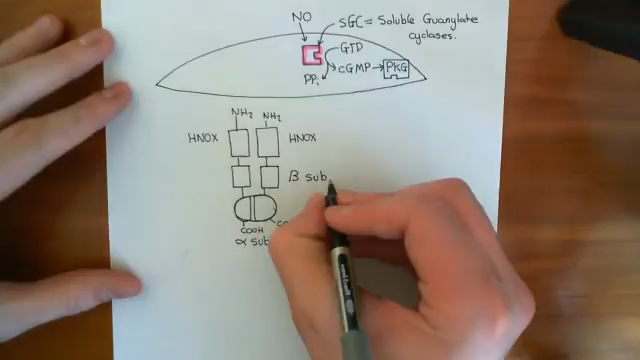 NO
sGC = Soluble Guanylate
cyclases.
GTP
PPi
cGMP → PKG
NH₂ NH₂
HNOX HNOX
β sub
COOH
α sub